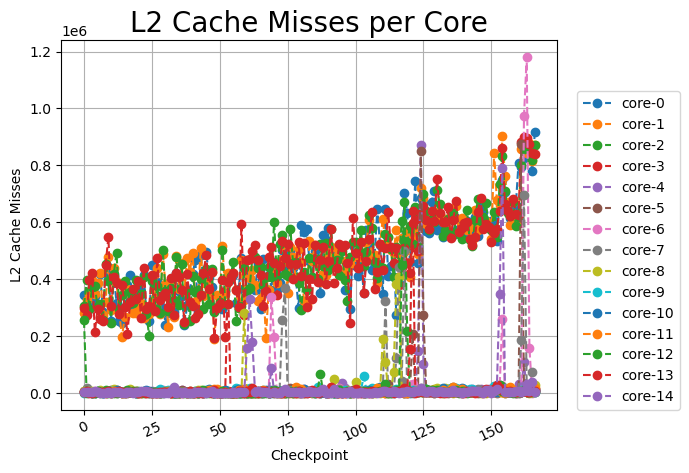 L2 Cache Misses per Core
1e6
1.2
1.0
0.8
0.6
0.4
0.2
0.0
L2 Cache Misses
0
25
50
75
100
125
150
Checkpoint
core-0
core-1
core-2
core-3
core-4
core-5
core-6
core-7
core-8
core-9
core-10
core-11
core-12
core-13
core-14